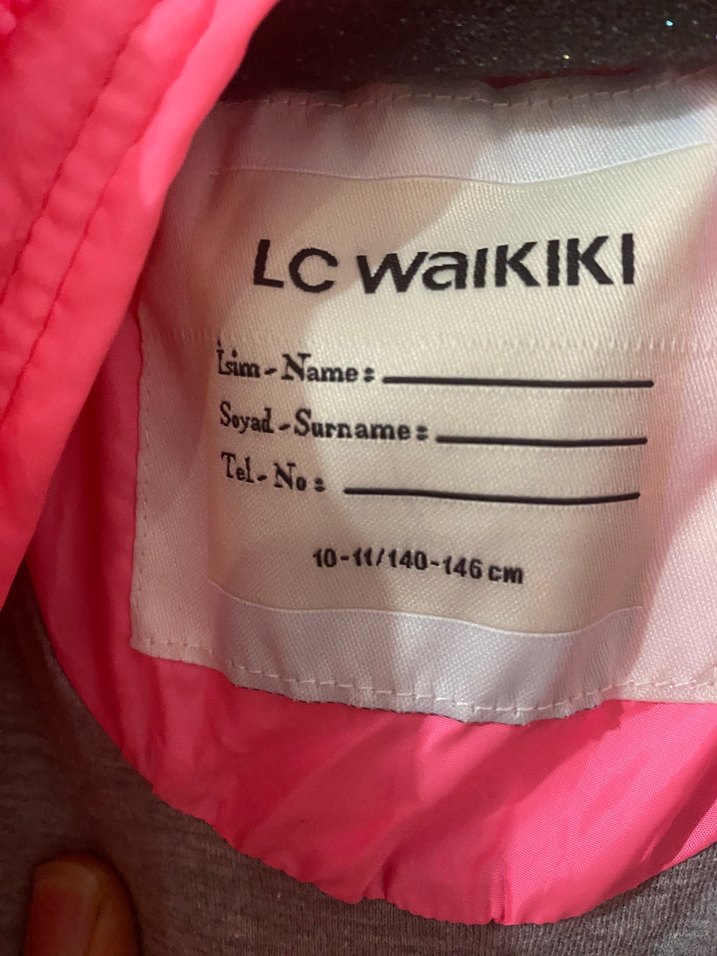 LC WAIKIKI
İsim - Name :
Soyad - Surname :
Tel - No :
10-11/140-146 cm